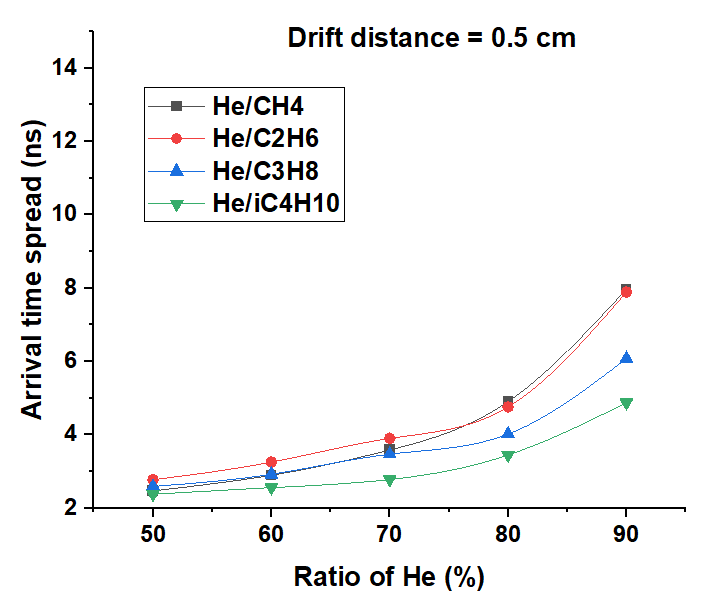 Drift distance = 0.5 cm
14
12
10
8
6
4
2
Arrival time spread (ns)
He/CH4
He/C2H6
He/C3H8
He/iC4H10
50 60 70 80 90
Ratio of He (%)